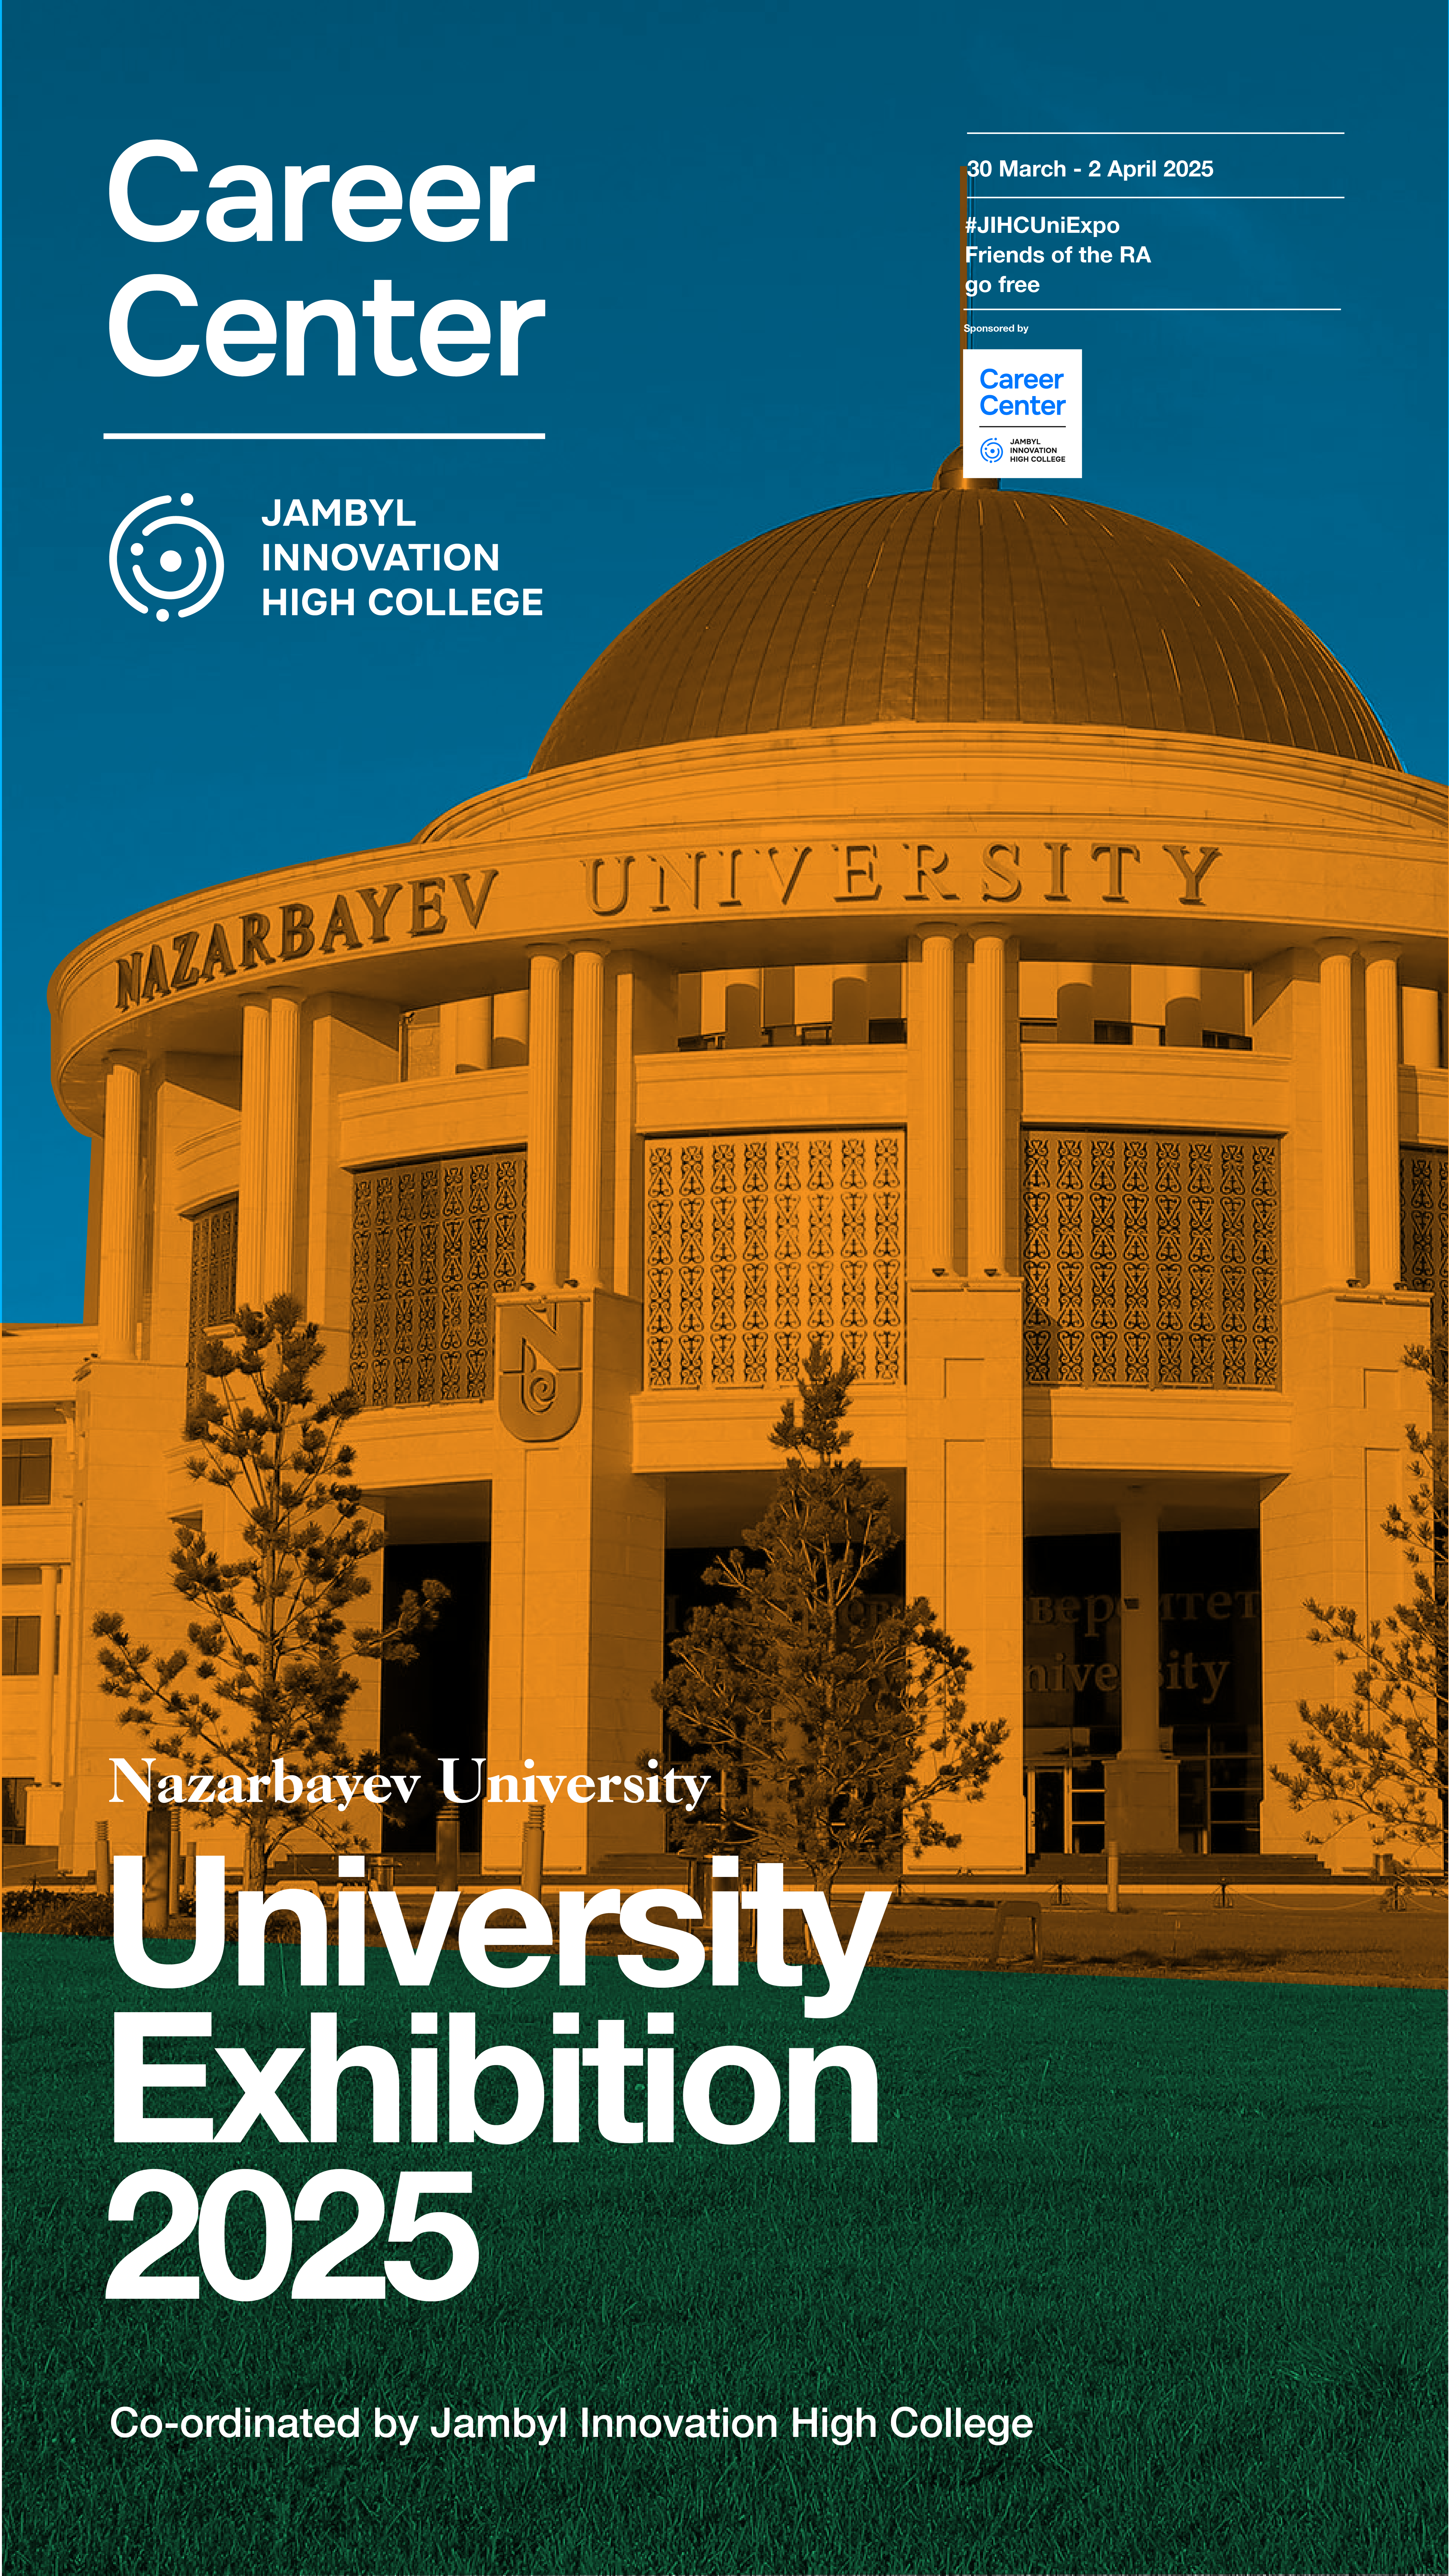 Career
Center
JAMBYL
INNOVATION
HIGH COLLEGE
30 March - 2 April 2025
#JIHCUniExpo
Friends of the RA
go free
Sponsored by
Career
Center
JAMBYL
INNOVATION
HIGH COLLEGE
NAZARBAYEV UNIVERSITY
Nazarbayev University
University
Exhibition
2025
Co-ordinated by Jambyl Innovation High College